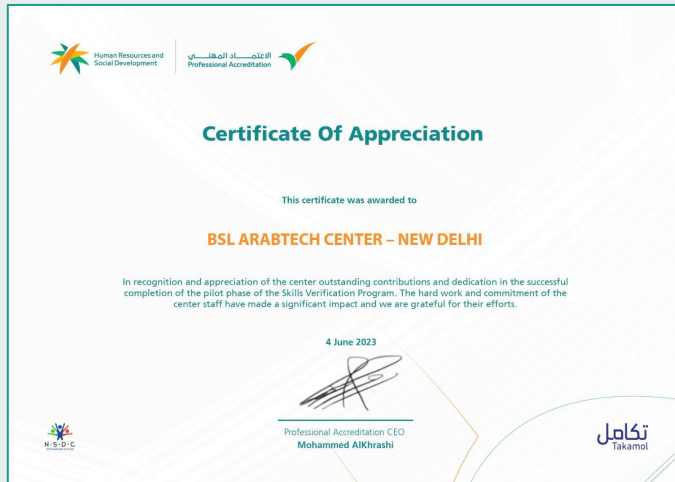 Human Resources and
Social Development
الاعتمـــاد المهنـــي
Professional Accreditation
Certificate Of Appreciation
This certificate was awarded to
BSL ARABTECH CENTER – NEW DELHI
In recognition and appreciation of the center outstanding contributions and dedication in the successful
completion of the pilot phase of the Skills Verification Program. The hard work and commitment of the
center staff have made a significant impact and we are grateful for their efforts.
4 June 2023
Professional Accreditation CEO
Mohammed AlKhrashi
N·S·D·C
تكامل
Takamol